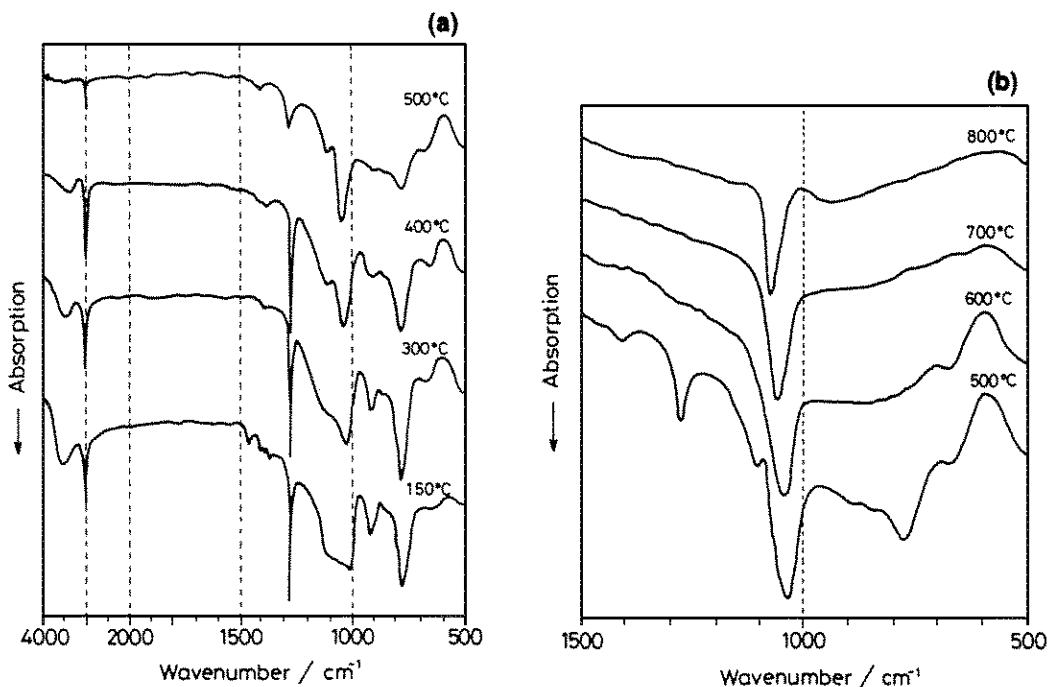 (a)
500°C
400°C
300°C
150°C
← Absorption
4000 2000 1500 1000 500
Wavenumber / cm⁻¹
(b)
800°C
700°C
600°C
500°C
← Absorption
1500 1000 500
Wavenumber / cm⁻¹